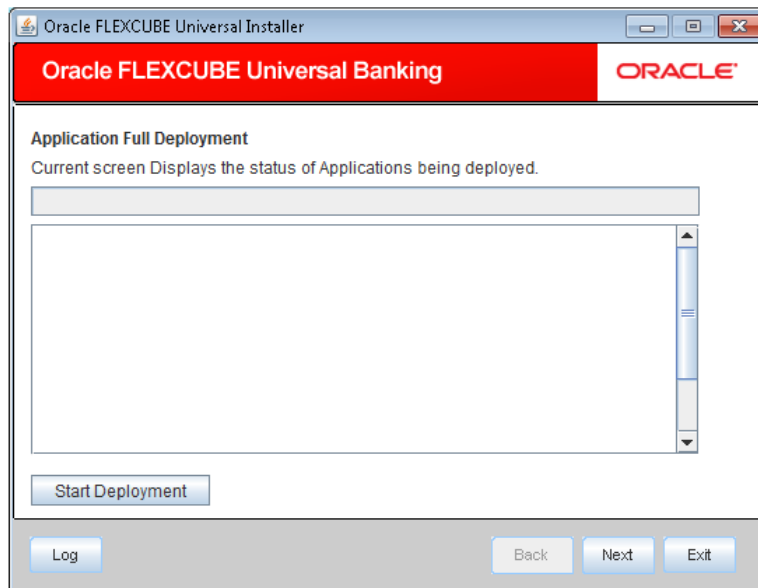 Oracle FLEXCUBE Universal Installer
Oracle FLEXCUBE Universal Banking
ORACLE®
Application Full Deployment
Current screen Displays the status of Applications being deployed.
Start Deployment
Log
Back
Next
Exit